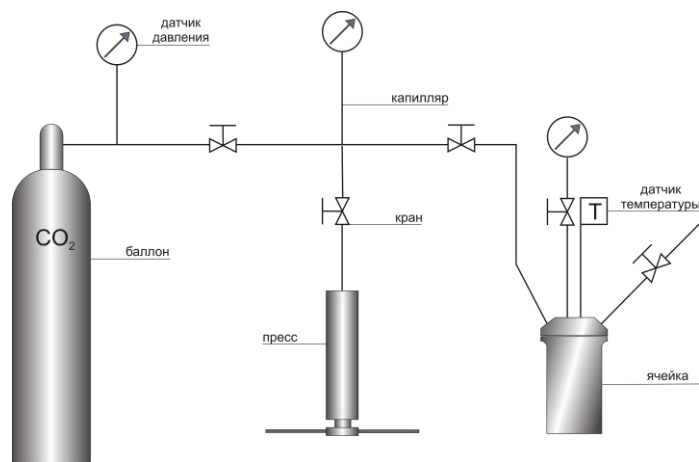 датчик
давления
капилляр
датчик
температуры
T
кран
CO2
баллон
пресс
ячейка